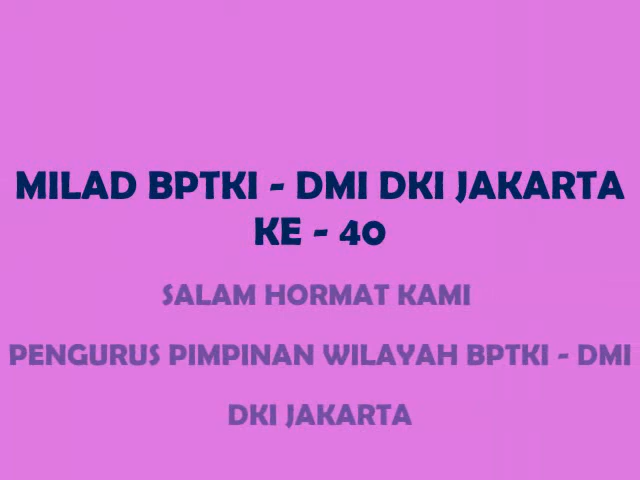 MILAD BPTKI - DMI DKI JAKARTA
KE - 40
SALAM HORMAT KAMI
PENGURUS PIMPINAN WILAYAH BPTKI - DMI
DKI JAKARTA